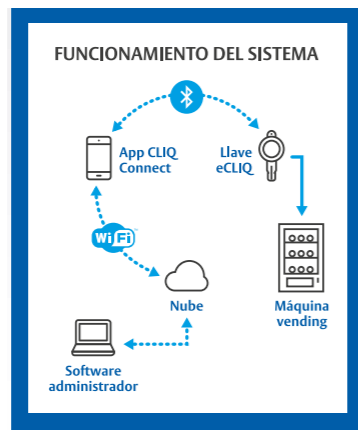 FUNCIONAMIENTO DEL SISTEMA
App CLIQ
Connect
Llave
eCLIQ
WiFi
Nube
Máquina
vending
Software
administrador